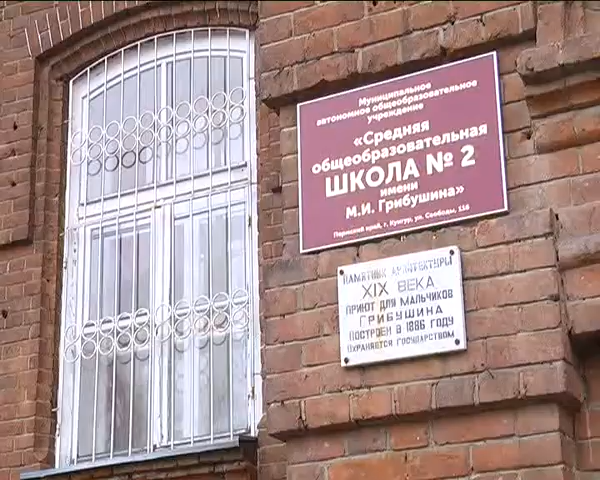 Муниципальное
автономное общеобразовательное
учреждение
«Средняя
общеобразовательная
ШКОЛА № 2
имени
М.И. Грибушина»
Пермский край, г. Кунгур, ул. Свободы, 116
ПАМЯТНИК АРХИТЕКТУРЫ
XIX ВЕКА
ПРИЮТ ДЛЯ МАЛЬЧИКОВ
ГРИБУШИНА
ПОСТРОЕН В 1886 ГОДУ
ОХРАНЯЕТСЯ ГОСУДАРСТВОМ